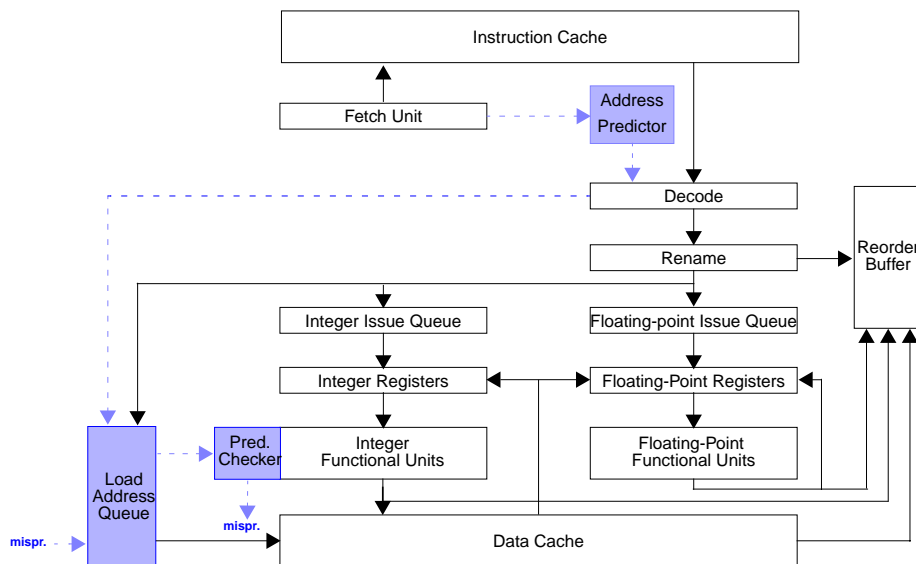 Instruction Cache
Fetch Unit
Address
Predictor
Decode
Rename
Reorder
Buffer
Integer Issue Queue
Floating-point Issue Queue
Integer Registers
Floating-Point Registers
Load
Address
Queue
Pred.
Checker
Integer
Functional Units
Floating-Point
Functional Units
mispr.
mispr.
Data Cache